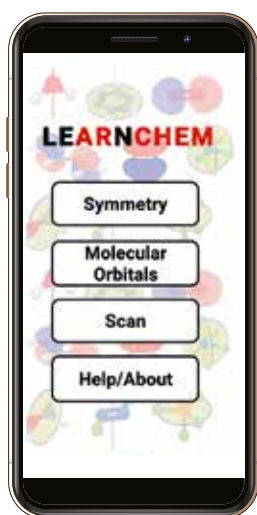 LEARNCHEM
Symmetry
Molecular
Orbitals
Scan
Help/About